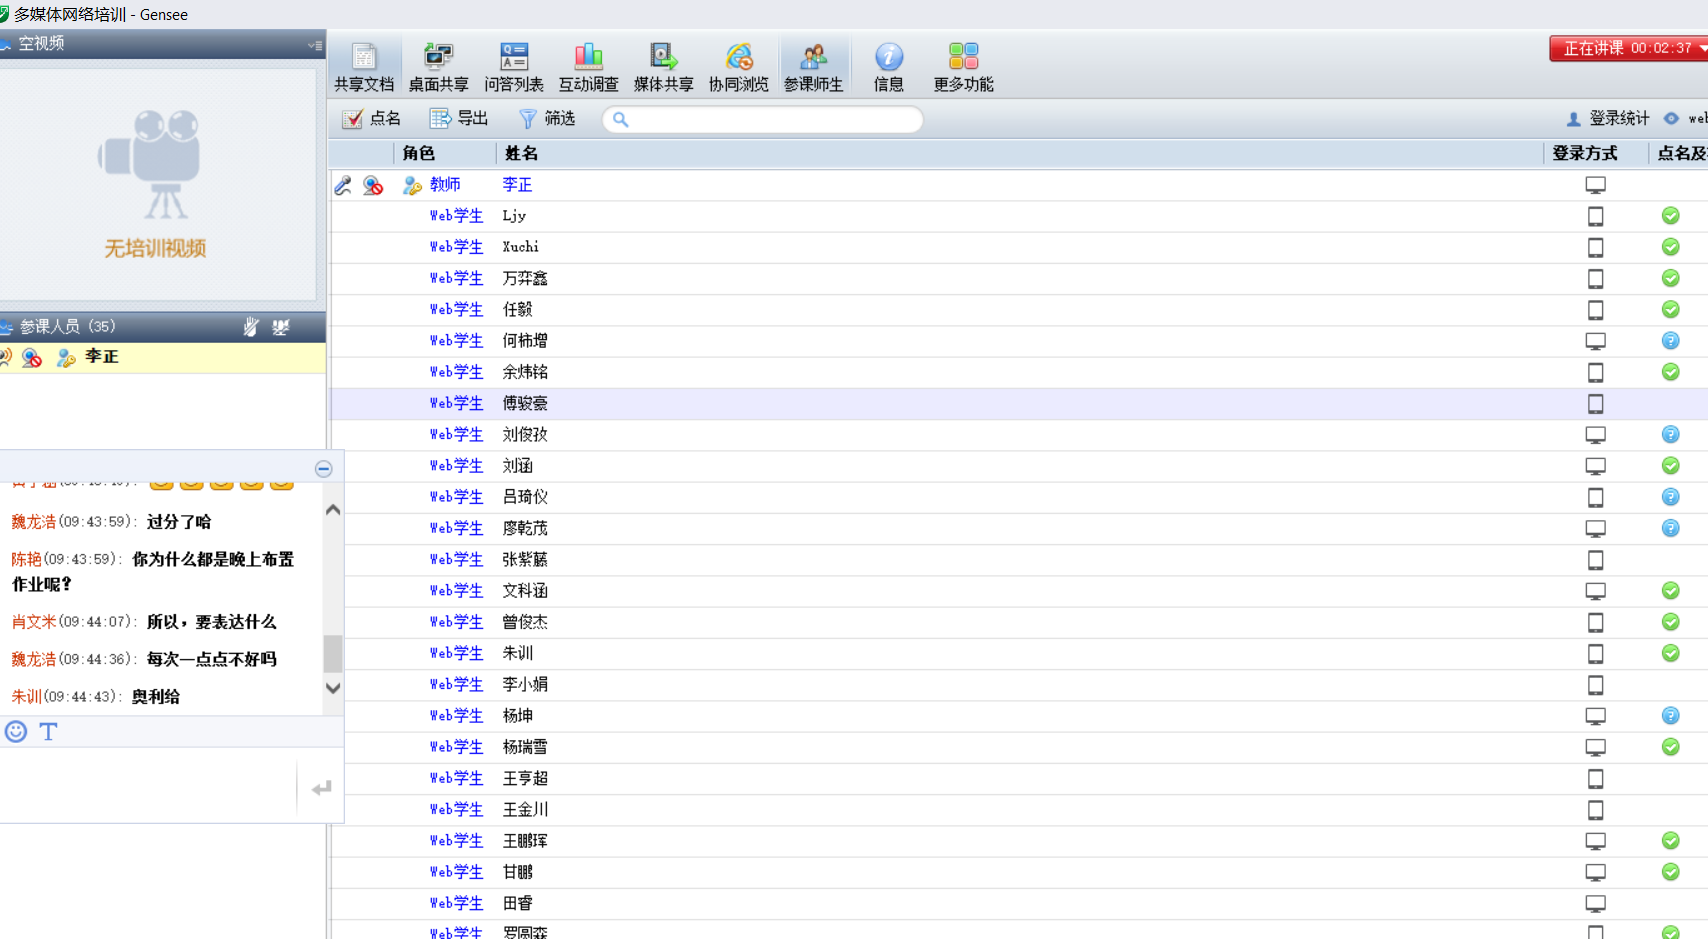 多媒体网络培训 - Gensee
空视频
共享文档 桌面共享 问答列表 互动调查 媒体共享 协同浏览 参课师生 信息 更多功能
正在讲课 00:02:37
点名 导出 筛选
登录统计 web
角色 姓名 登录方式 点名及
教师 李正
Web学生 Ljy
Web学生 Xuchi
Web学生 万弈鑫
Web学生 任毅
Web学生 何柿增
Web学生 余炜铭
Web学生 傅骏豪
Web学生 刘俊孜
Web学生 刘涵
Web学生 吕琦仪
Web学生 廖乾茂
Web学生 张紫藤
Web学生 文科涵
Web学生 曾俊杰
Web学生 朱训
Web学生 李小娟
Web学生 杨坤
Web学生 杨瑞雪
Web学生 王亨超
Web学生 王金川
Web学生 王鹏珲
Web学生 甘鹏
Web学生 田睿
Web学生 罗圆森
无培训视频
参课人员 (35)
李正
魏龙浩(09:43:59): 过分了哈
陈艳(09:43:59): 你为什么都是晚上布置
作业呢?
肖文米(09:44:07): 所以，要表达什么
魏龙浩(09:44:36): 每次一点点不好吗
朱训(09:44:43): 奥利给